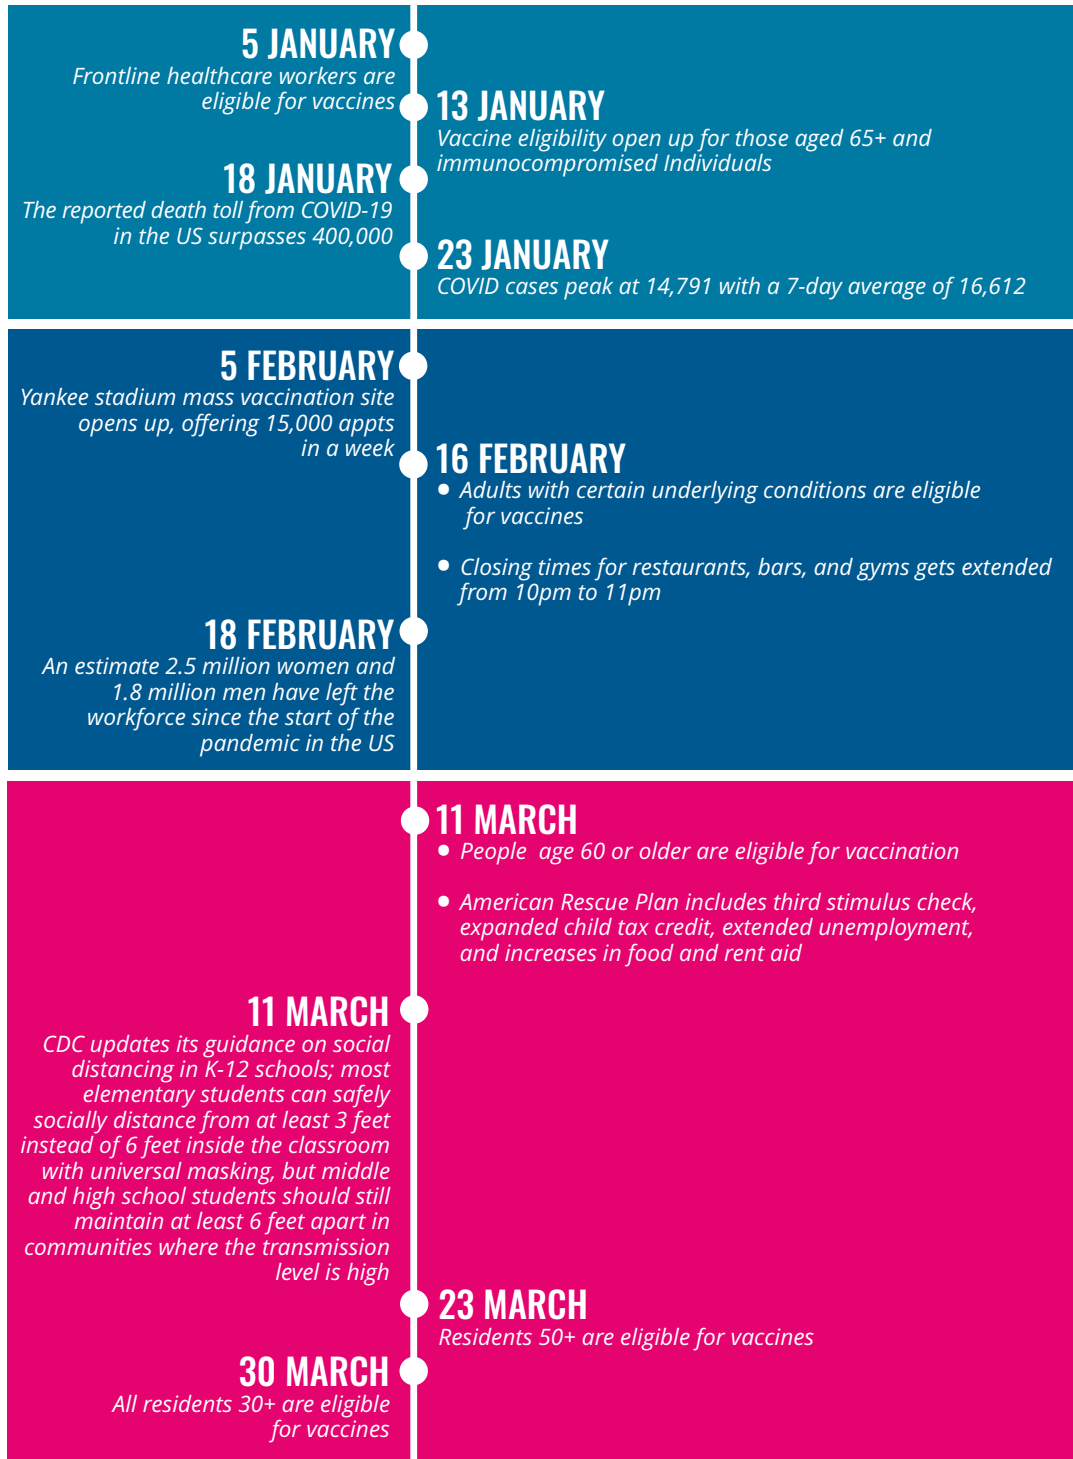 5 JANUARY
Frontline healthcare workers are
eligible for vaccines
13 JANUARY
Vaccine eligibility open up for those aged 65+ and
immunocompromised Individuals
18 JANUARY
The reported death toll from COVID-19
in the US surpasses 400,000
23 JANUARY
COVID cases peak at 14,791 with a 7-day average of 16,612
5 FEBRUARY
Yankee stadium mass vaccination site
opens up, offering 15,000 appts
in a week
16 FEBRUARY
• Adults with certain underlying conditions are eligible
for vaccines
• Closing times for restaurants, bars, and gyms gets extended
from 10pm to 11pm
18 FEBRUARY
An estimate 2.5 million women and
1.8 million men have left the
workforce since the start of the
pandemic in the US
11 MARCH
• People age 60 or older are eligible for vaccination
• American Rescue Plan includes third stimulus check,
expanded child tax credit, extended unemployment,
and increases in food and rent aid
11 MARCH
CDC updates its guidance on social
distancing in K-12 schools; most
elementary students can safely
socially distance from at least 3 feet
instead of 6 feet inside the classroom
with universal masking, but middle
and high school students should still
maintain at least 6 feet apart in
communities where the transmission
level is high
23 MARCH
Residents 50+ are eligible for vaccines
30 MARCH
All residents 30+ are eligible
for vaccines